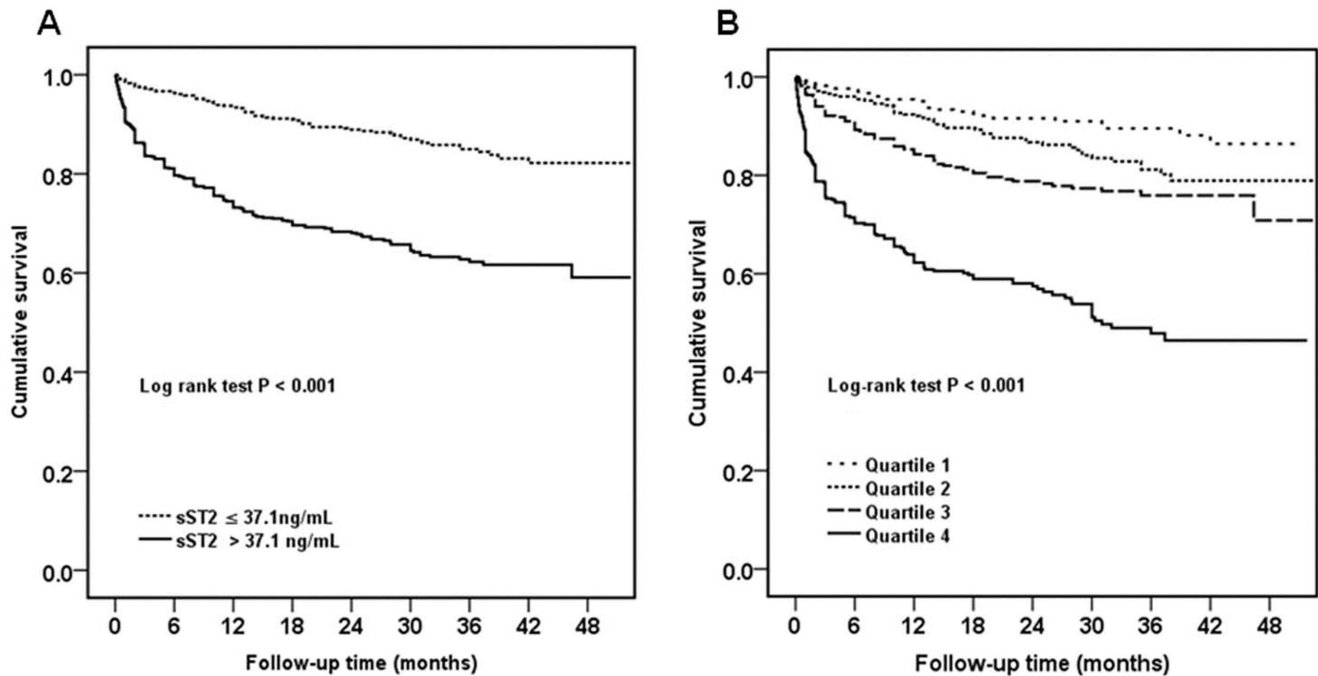 A
1.0
0.8
0.6
0.4
0.2
0.0
Cumulative survival
Log rank test P < 0.001
sST2 ≤ 37.1ng/mL
sST2 > 37.1 ng/mL
0 6 12 18 24 30 36 42 48
Follow-up time (months)
B
1.0
0.8
0.6
0.4
0.2
0.0
Cumulative survival
Log-rank test P < 0.001
Quartile 1
Quartile 2
Quartile 3
Quartile 4
0 6 12 18 24 30 36 42 48
Follow-up time (months)